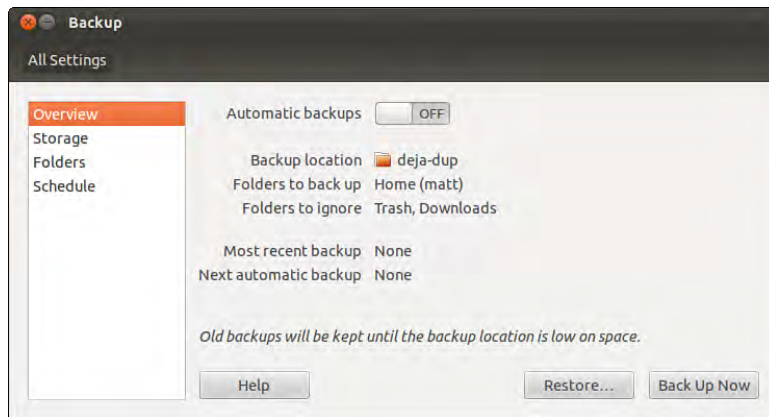 Backup
All Settings
Overview
Storage
Folders
Schedule
Automatic backups OFF
Backup location deja-dup
Folders to back up Home (matt)
Folders to ignore Trash, Downloads
Most recent backup None
Next automatic backup None
Old backups will be kept until the backup location is low on space.
Help Restore... Back Up Now